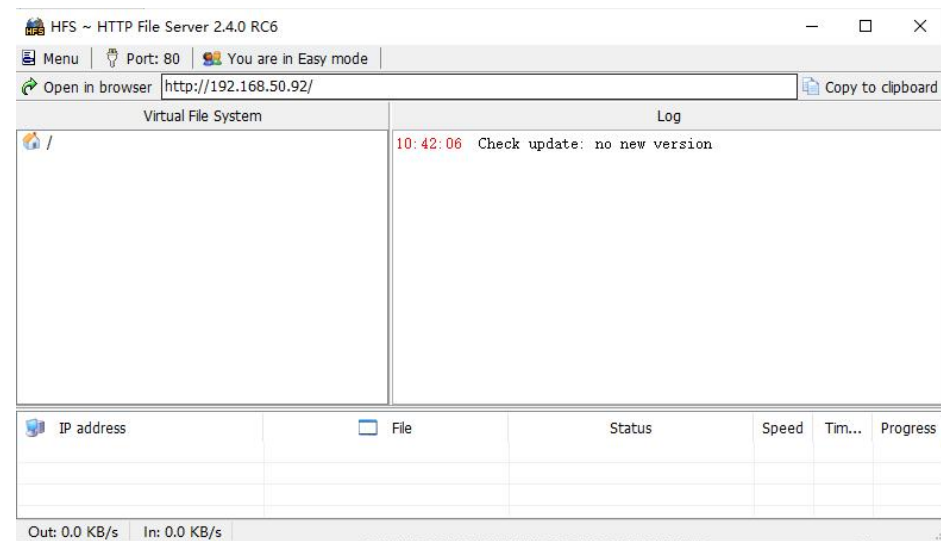 HFS ~ HTTP File Server 2.4.0 RC6
Menu Port: 80 You are in Easy mode
Open in browser http://192.168.50.92/ Copy to clipboard
Virtual File System Log
/ 10:42:06 Check update: no new version
IP address File Status Speed Tim... Progress
Out: 0.0 KB/s In: 0.0 KB/s